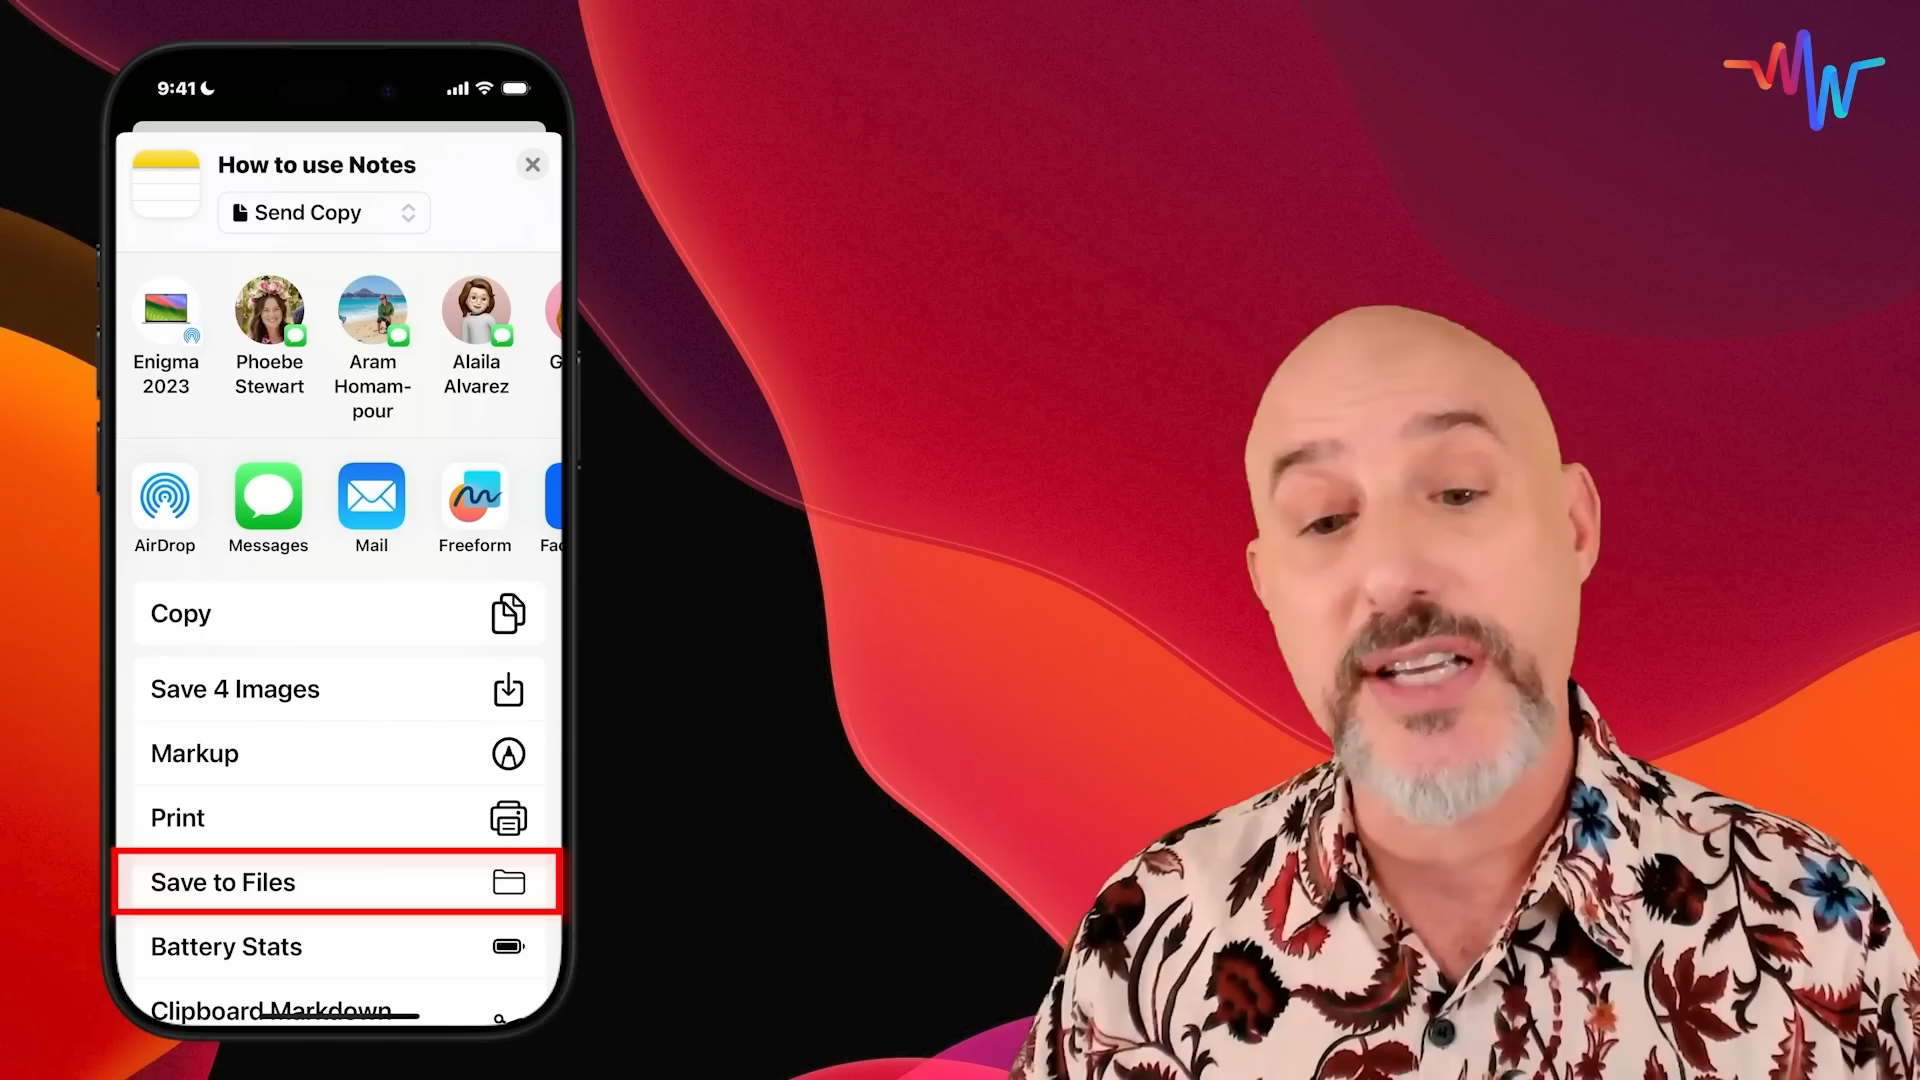 9:41
How to use Notes
Send Copy
Enigma
2023
Phoebe
Stewart
Aram
Homam-
pour
Alaila
Alvarez
G
AirDrop
Messages
Mail
Freeform
Fac
Copy
Save 4 Images
Markup
Print
Save to Files
Battery Stats
Clipboard Markdown